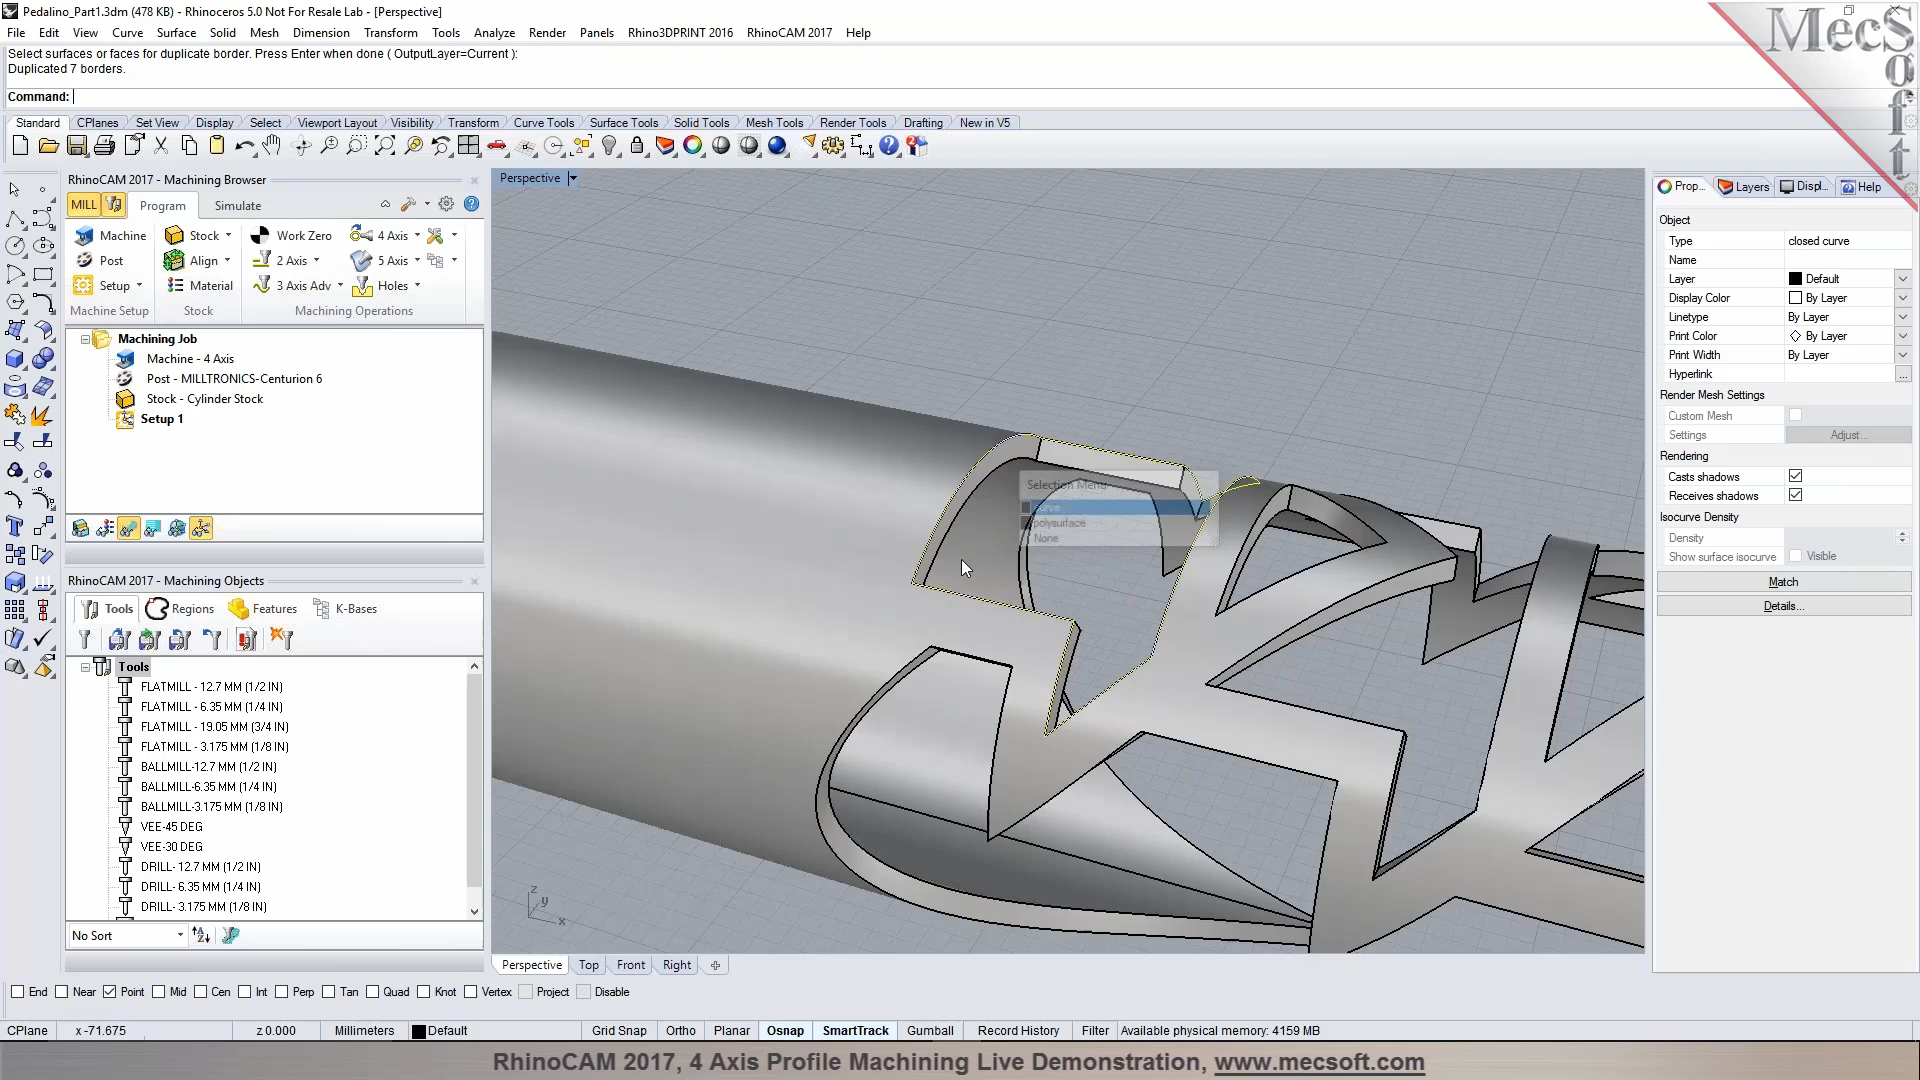 Pedalino_Part1.3dm (478 KB) - Rhinoceros 5.0 Not For Resale Lab - [Perspective]
File Edit View Curve Surface Solid Mesh Dimension Transform Tools Analyze Render Panels Rhino3DPRINT 2016 RhinoCAM 2017 Help
Select surfaces or faces for duplicate border. Press Enter when done ( OutputLayer=Current ):
Duplicated 7 borders.
Command:
Standard CPlanes Set View Display Select Viewport Layout Visibility Transform Curve Tools Surface Tools Solid Tools Mesh Tools Render Tools Drafting New in V5
MecSoft
RhinoCAM 2017 - Machining Browser
MILL Program Simulate
Machine Stock Work Zero 4 Axis
Post Align 2 Axis 5 Axis
Setup Material 3 Axis Adv Holes
Machine Setup Stock Machining Operations
Machining Job
Machine - 4 Axis
Post - MILLTRONICS-Centurion 6
Stock - Cylinder Stock
Setup 1
RhinoCAM 2017 - Machining Objects
Tools Regions Features K-Bases
Tools
FLATMILL - 12.7 MM (1/2 IN)
FLATMILL - 6.35 MM (1/4 IN)
FLATMILL - 19.05 MM (3/4 IN)
FLATMILL - 3.175 MM (1/8 IN)
BALLMILL-12.7 MM (1/2 IN)
BALLMILL-6.35 MM (1/4 IN)
BALLMILL-3.175 MM (1/8 IN)
VEE-45 DEG
VEE-30 DEG
DRILL- 12.7 MM (1/2 IN)
DRILL- 6.35 MM (1/4 IN)
DRILL- 3.175 MM (1/8 IN)
No Sort
Perspective
Selection Menu
curve
polysurface
None
z
y
x
Perspective Top Front Right
Prop... Layers Displ... Help
Object
Type closed curve
Name
Layer Default
Display Color By Layer
Linetype By Layer
Print Color By Layer
Print Width By Layer
Hyperlink ...
Render Mesh Settings
Custom Mesh
Settings Adjust...
Rendering
Casts shadows
Receives shadows
Isocurve Density
Density
Show surface isocurve Visible
Match
Details...
End Near Point Mid Cen Int Perp Tan Quad Knot Vertex Project Disable
CPlane x -71.675 z 0.000 Millimeters Default Grid Snap Ortho Planar Osnap SmartTrack Gumball Record History Filter Available physical memory: 4159 MB
RhinoCAM 2017, 4 Axis Profile Machining Live Demonstration, www.mecsoft.com